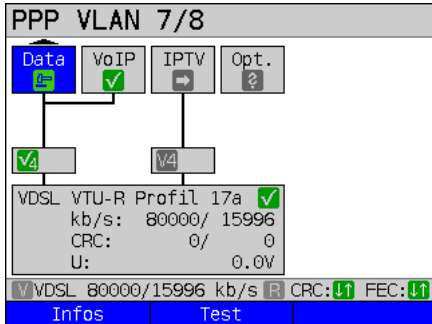 PPP VLAN 7/8
Data VoIP IPTV Opt.
?
V4 V4
VDSL VTU-R Profil 17a
kb/s: 80000/ 15996
CRC: 0/ 0
U: 0.0V
V VDSL 80000/15996 kb/s R CRC: FEC:
Infos Test